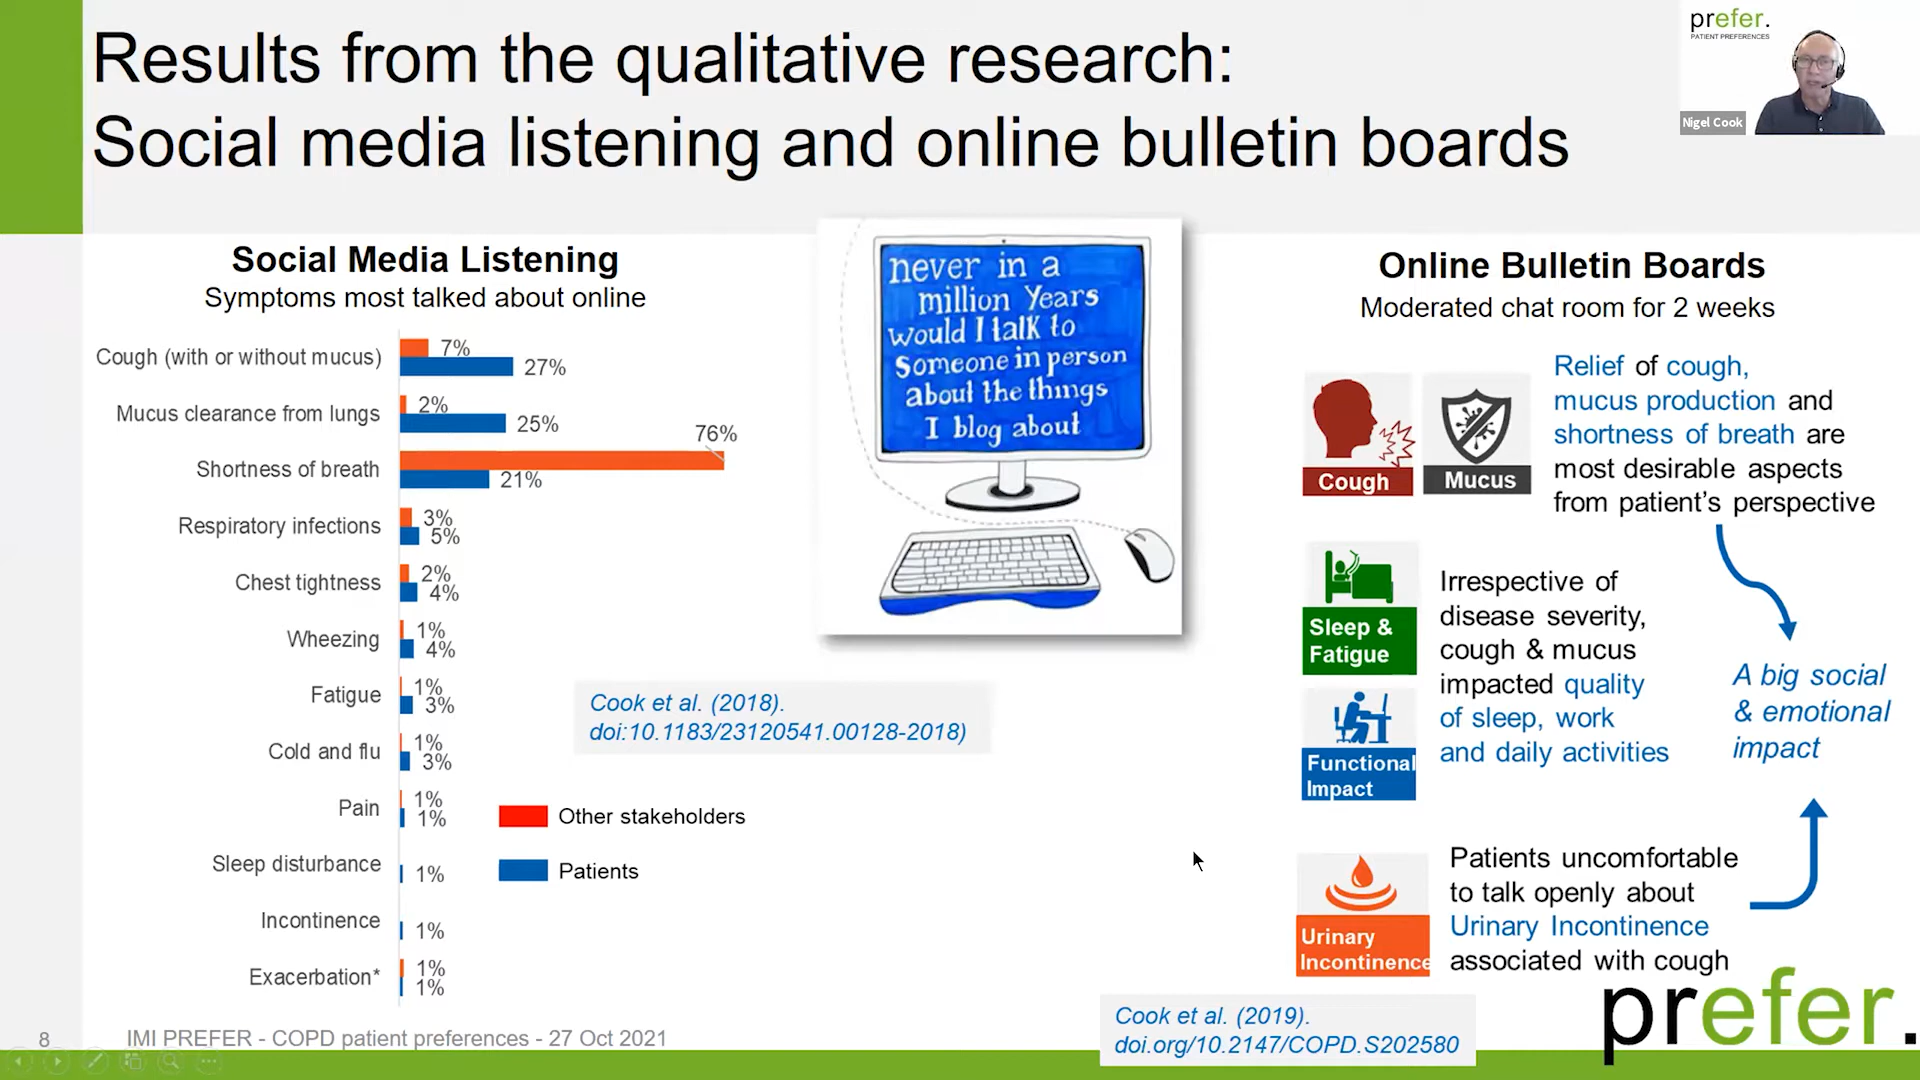 Results from the qualitative research:
Social media listening and online bulletin boards
prefer.
PATIENT PREFERENCES
Nigel Cook
Social Media Listening
Symptoms most talked about online
Cough (with or without mucus)
7%
27%
Mucus clearance from lungs
2%
25%
Shortness of breath
76%
21%
Respiratory infections
3%
5%
Chest tightness
2%
4%
Wheezing
1%
4%
Fatigue
1%
3%
Cold and flu
1%
3%
Pain
1%
1%
Sleep disturbance
1%
Incontinence
1%
Exacerbation*
1%
1%
Other stakeholders
Patients
never in a
million Years
would I talk to
Someone in person
about the things
I blog about
Cook et al. (2018).
doi:10.1183/23120541.00128-2018)
Online Bulletin Boards
Moderated chat room for 2 weeks
Cough
Mucus
Relief of cough,
mucus production and
shortness of breath are
most desirable aspects
from patient's perspective
Sleep &
Fatigue
Functional
Impact
Irrespective of
disease severity,
cough & mucus
impacted quality
of sleep, work
and daily activities
A big social
& emotional
impact
Urinary
Incontinence
Patients uncomfortable
to talk openly about
Urinary Incontinence
associated with cough
Cook et al. (2019).
doi.org/10.2147/COPD.S202580
prefer.
8
IMI PREFER - COPD patient preferences - 27 Oct 2021